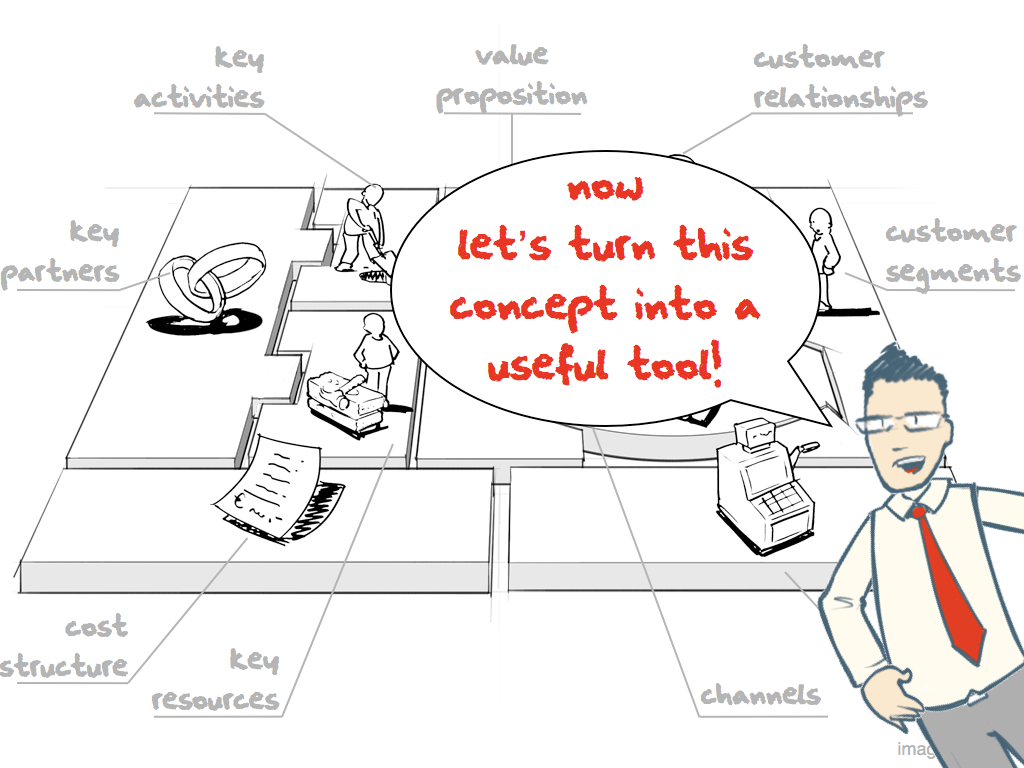 key
activities
value
proposition
customer
relationships
now
let's turn this
concept into a
useful tool!
key
partners
customer
segments
cost
structure
key
resources
channels